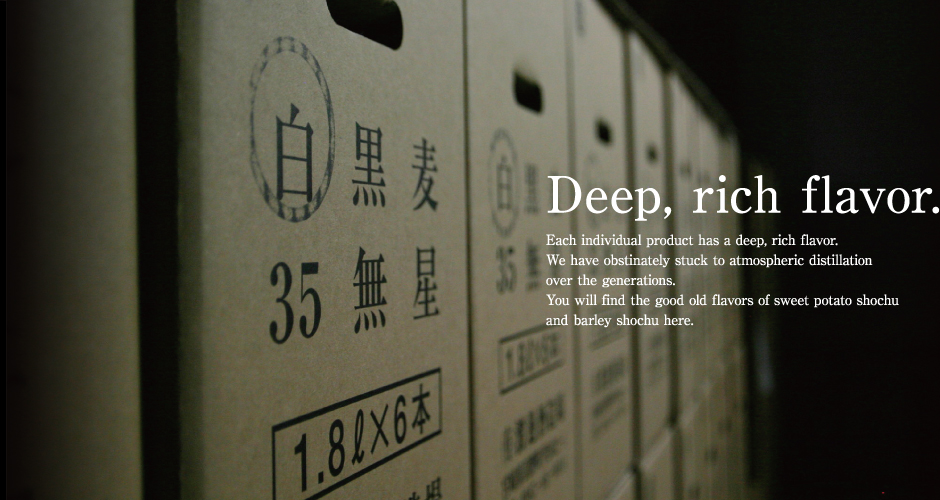 白 黒 麦
35 無 星
1.8ℓ×6本
白
35 無
Deep, rich flavor.
Each individual product has a deep, rich flavor.
We have obstinately stuck to atmospheric distillation
over the generations.
You will find the good old flavors of sweet potato shochu
and barley shochu here.